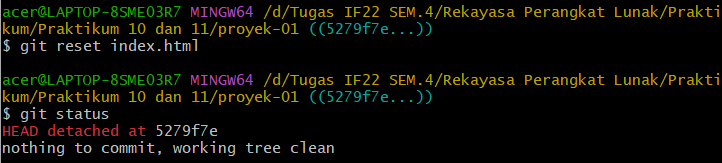 acer@LAPTOP-8SME03R7 MINGW64 /d/Tugas IF22 SEM.4/Rekayasa Perangkat Lunak/Prakti
kum/Praktikum 10 dan 11/proyek-01 ((5279f7e...))
$ git reset index.html
acer@LAPTOP-8SME03R7 MINGW64 /d/Tugas IF22 SEM.4/Rekayasa Perangkat Lunak/Prakti
kum/Praktikum 10 dan 11/proyek-01 ((5279f7e...))
$ git status
HEAD detached at 5279f7e
nothing to commit, working tree clean